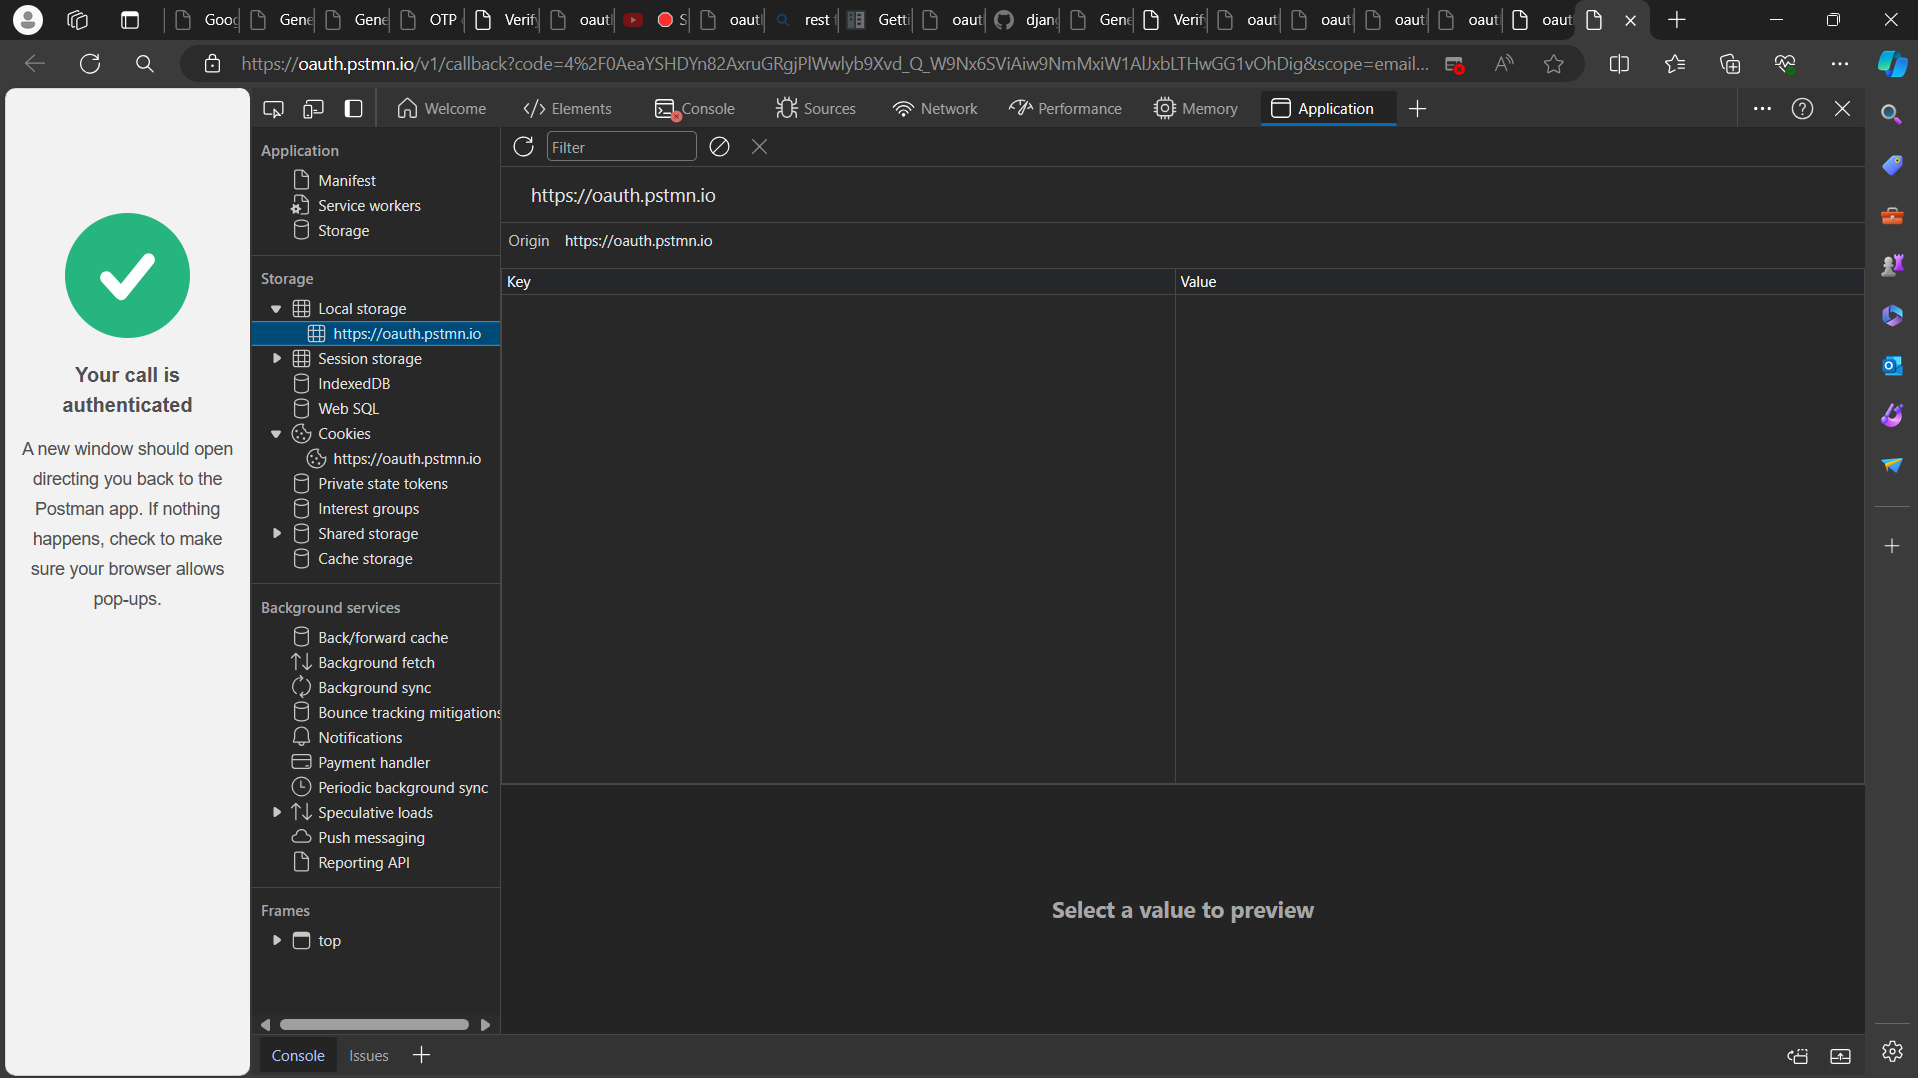 Goog
Gene
Gene
OTP
Verify
oaut
S
oaut
rest
Getti
oaut
djang
Gene
Verify
oaut
oaut
oaut
oaut
oaut
https://oauth.pstmn.io/v1/callback?code=4%2F0AeaYSHDYn82AxruGRgjPlWwlyb9Xvd_Q_W9Nx6SViAiw9NmMxiW1AlJxbLTHwGG1vOhDig&scope=email...
Welcome
Elements
Console
Sources
Network
Performance
Memory
Application
Your call is
authenticated
A new window should open
directing you back to the
Postman app. If nothing
happens, check to make
sure your browser allows
pop-ups.
Application
Manifest
Service workers
Storage
Storage
Local storage
https://oauth.pstmn.io
Session storage
IndexedDB
Web SQL
Cookies
https://oauth.pstmn.io
Private state tokens
Interest groups
Shared storage
Cache storage
Background services
Back/forward cache
Background fetch
Background sync
Bounce tracking mitigations
Notifications
Payment handler
Periodic background sync
Speculative loads
Push messaging
Reporting API
Frames
top
Filter
https://oauth.pstmn.io
Origin https://oauth.pstmn.io
Key Value
Select a value to preview
Console Issues